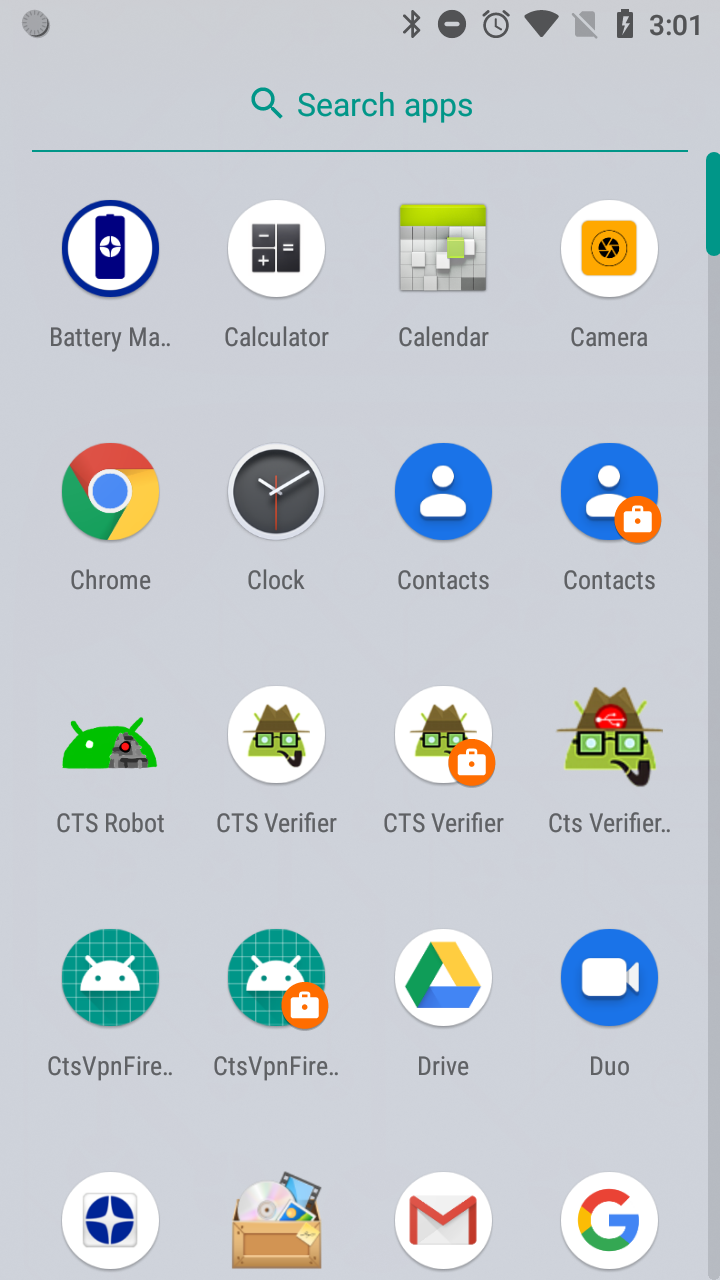 3:01
Search apps
Battery Ma.. Calculator Calendar Camera
Chrome Clock Contacts Contacts
CTS Robot CTS Verifier CTS Verifier Cts Verifier..
CtsVpnFire.. CtsVpnFire.. Drive Duo